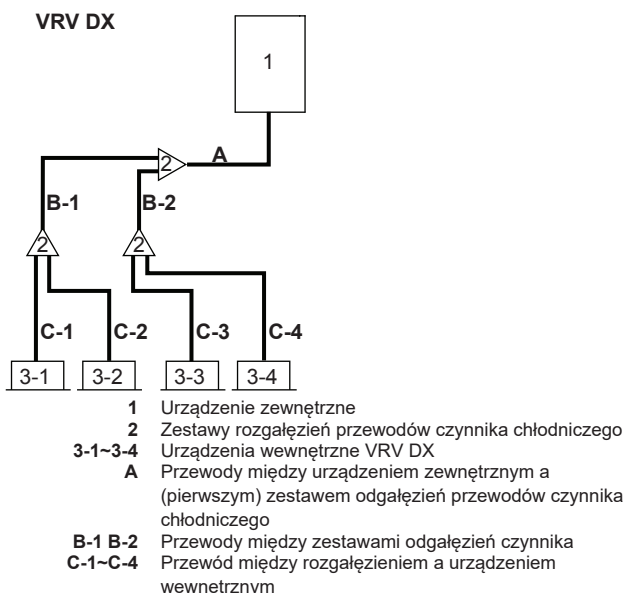 VRV DX
1
2
A
B-1
B-2
2
2
C-1
C-2
C-3
C-4
3-1
3-2
3-3
3-4
1 Urządzenie zewnętrzne
2 Zestawy rozgałęzień przewodów czynnika chłodniczego
3-1~3-4 Urządzenia wewnętrzne VRV DX
A Przewody między urządzeniem zewnętrznym a
(pierwszym) zestawem odgałęzień przewodów czynnika
chłodniczego
B-1 B-2 Przewody między zestawami odgałęzień czynnika
C-1~C-4 Przewód między rozgałęzieniem a urządzeniem
wewnętrznym